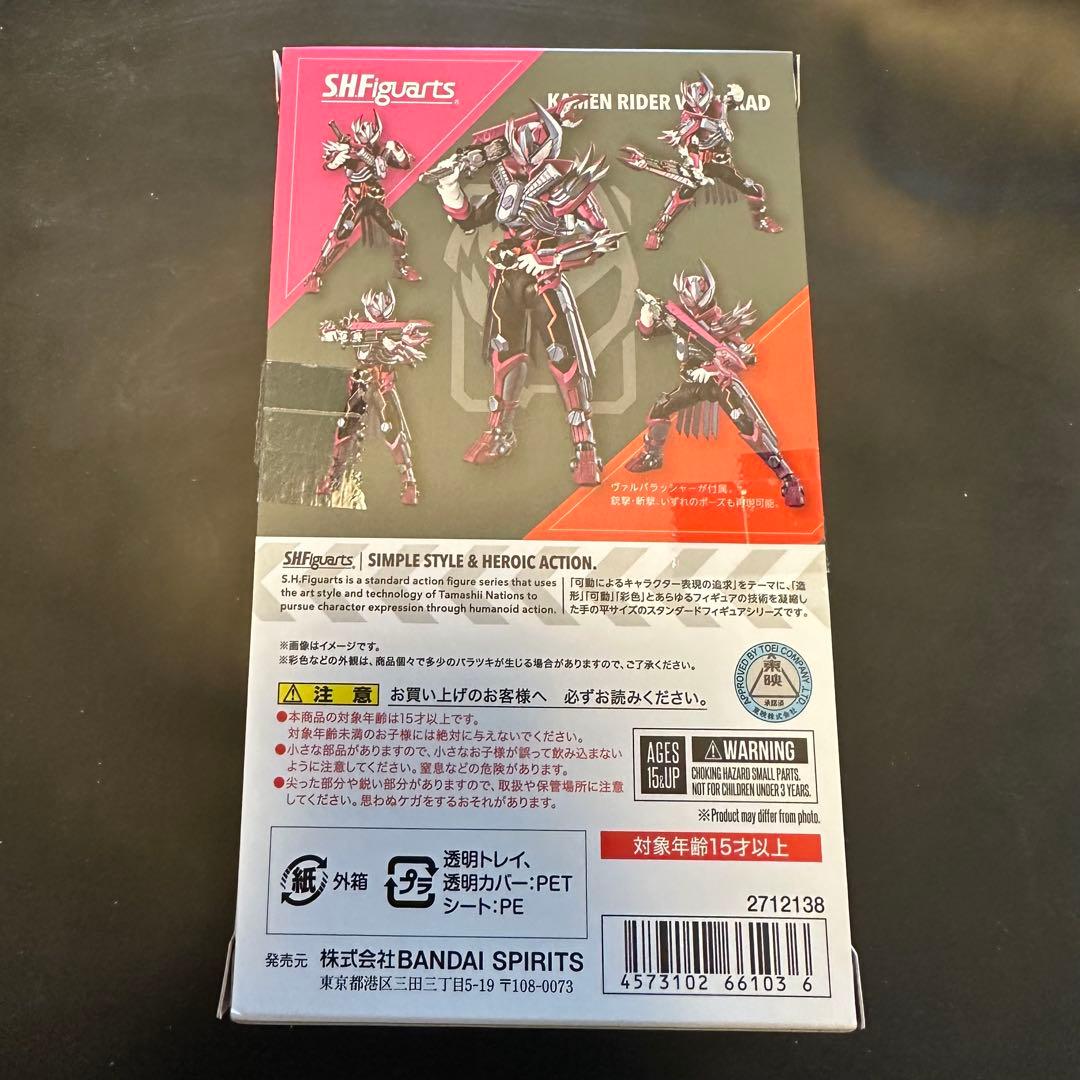 S.H.Figuarts
KAMEN RIDER
ヴァルバラッシャーが付属。
銃撃・斬撃、いずれのポーズも再現可能。
S.H.Figuarts | SIMPLE STYLE & HEROIC ACTION.
S.H.Figuarts is a standard action figure series that uses
the art style and technology of Tamashii Nations to
pursue character expression through humanoid action.
「可動によるキャラクター表現の追求」をテーマに、「造
形」「可動」「彩色」とあらゆるフィギュアの技術を凝縮し
た手の平サイズのスタンダードフィギュアシリーズです。
※画像はイメージです。
※彩色などの外観は、商品個々で多少のバラツキが生じる場合がありますので、ご了承ください。
APPROVED BY TOEI COMPANY, LTD.
東映
承認済
東映株式会社
注意 お買い上げのお客様へ 必ずお読みください。
●本商品の対象年齢は15才以上です。
対象年齢未満のお子様には絶対に与えないでください。
●小さな部品がありますので、小さなお子様が誤って飲み込まない
ように注意してください。窒息などの危険があります。
●尖った部分や鋭い部分がありますので、取扱や保管場所に注意
してください。思わぬケガをするおそれがあります。
AGES
15&UP
WARNING
CHOKING HAZARD SMALL PARTS.
NOT FOR CHILDREN UNDER 3 YEARS.
※Product may differ from photo.
対象年齢15才以上
紙 外箱
プラ
透明トレイ、
透明カバー:PET
シート:PE
2712138
4573102 66103 6
発売元 株式会社BANDAI SPIRITS
東京都港区三田三丁目5-19 〒108-0073